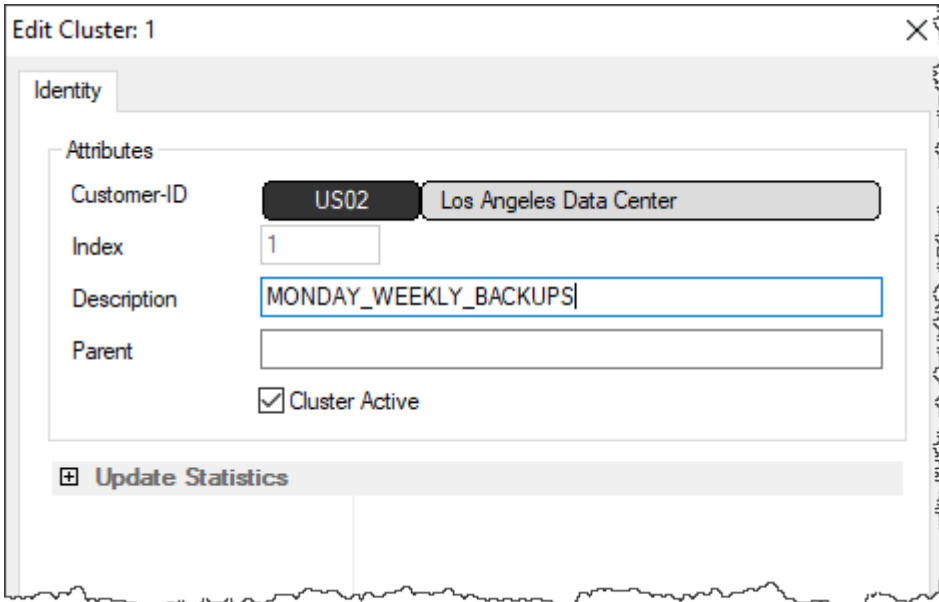 Edit Cluster: 1
Identity
Attributes
Customer-ID US02 Los Angeles Data Center
Index 1
Description MONDAY_WEEKLY_BACKUPS
Parent
Cluster Active
Update Statistics